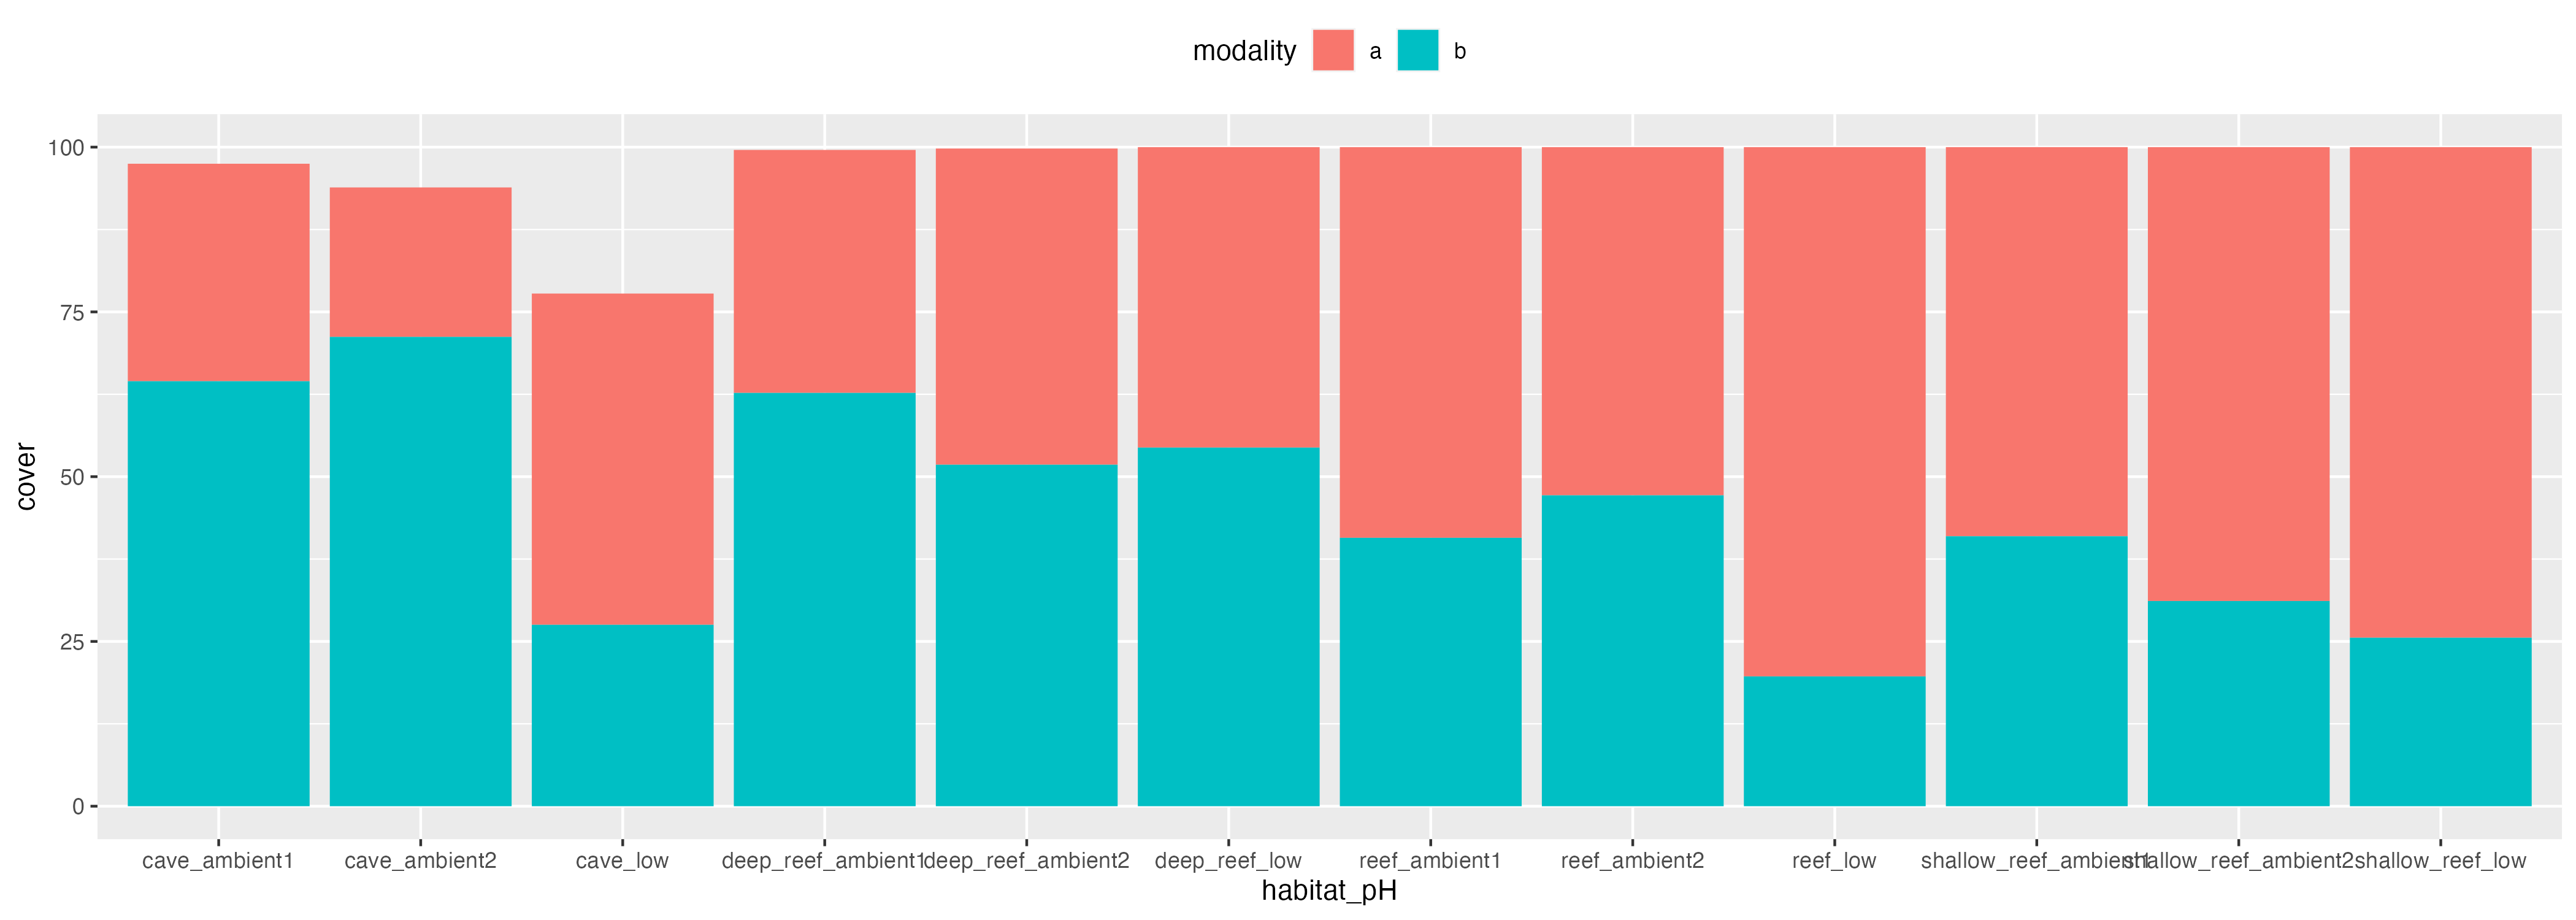 modality a b
100
75
50
25
0
cover
cave_ambient1 cave_ambient2 cave_low deep_reef_ambient1 deep_reef_ambient2 deep_reef_low reef_ambient1 reef_ambient2 reef_low shallow_reef_ambient1 shallow_reef_ambient2 shallow_reef_low
habitat_pH